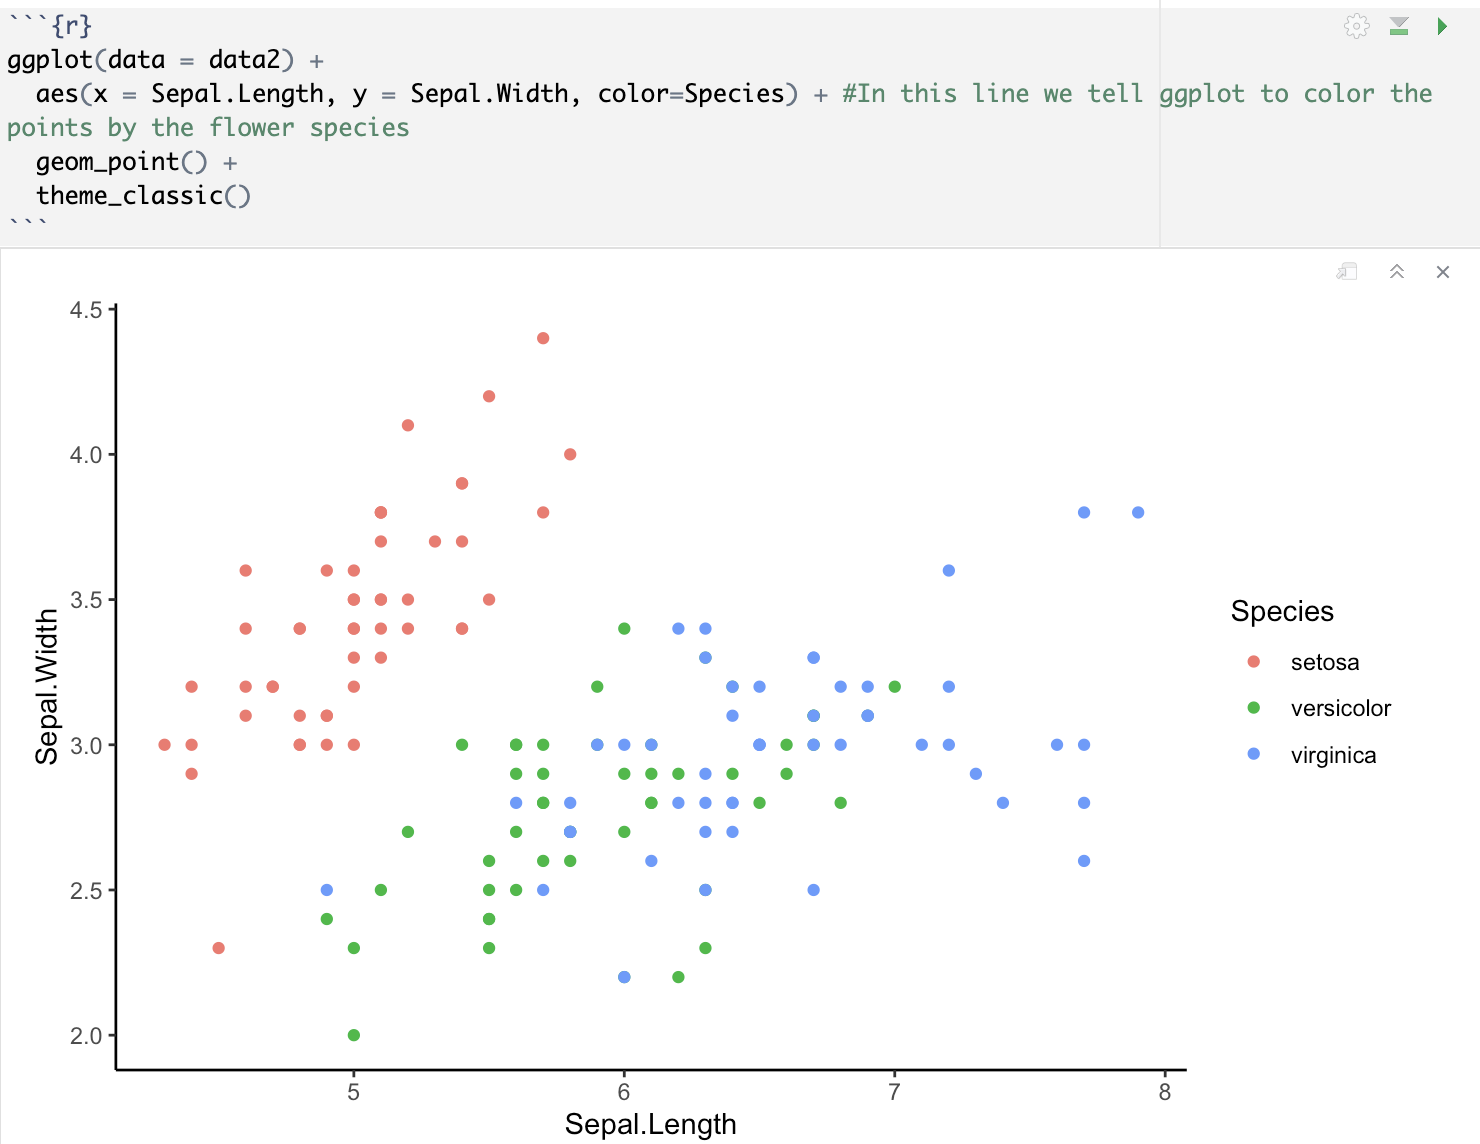 ```{r}
ggplot(data = data2) +
  aes(x = Sepal.Length, y = Sepal.Width, color=Species) + #In this line we tell ggplot to color the
points by the flower species
  geom_point() +
  theme_classic()
```
4.5
4.0
3.5
3.0
2.5
2.0
Sepal.Width
5 6 7 8
Sepal.Length
Species
setosa
versicolor
virginica